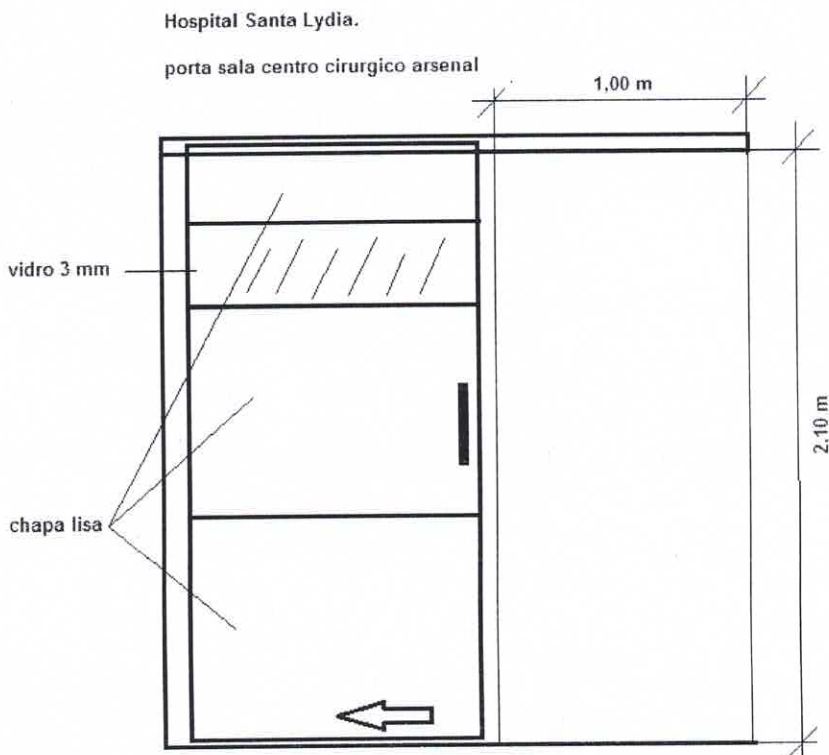 Hospital Santa Lydia.
porta sala centro cirurgico arsenal
1,00 m
vidro 3 mm
2,10 m
chapa lisa